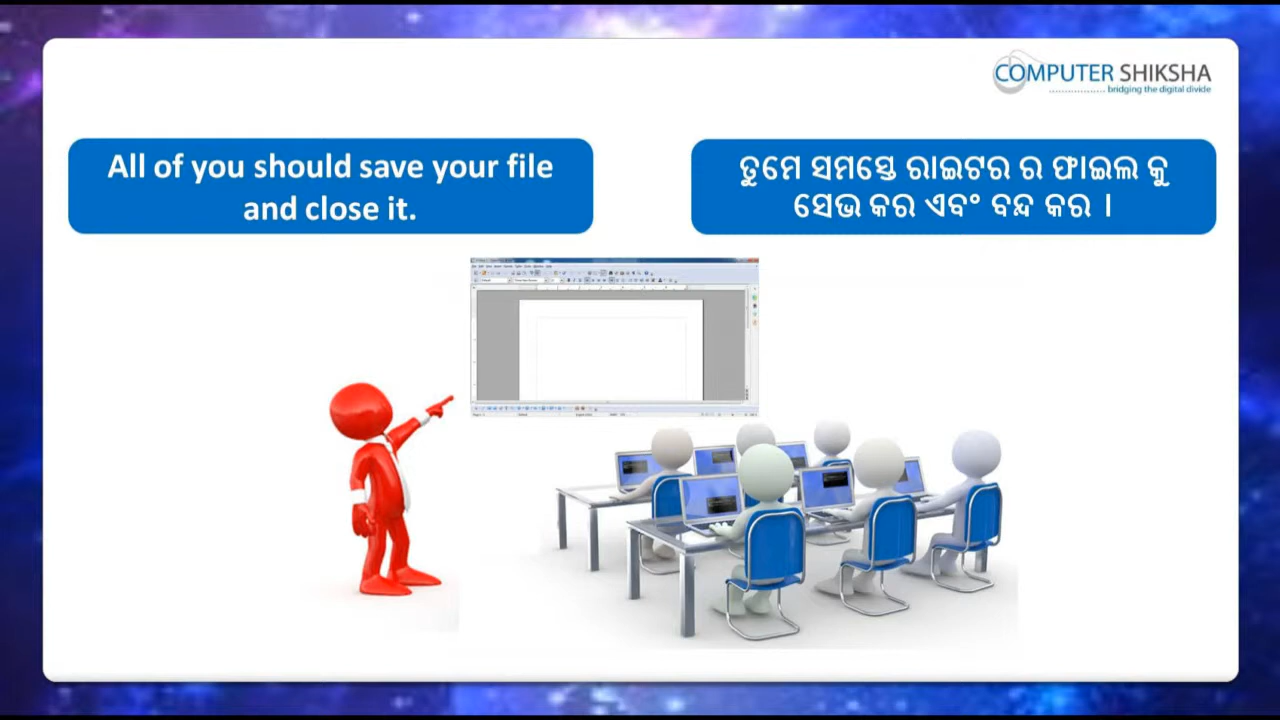 COMPUTER SHIKSHA
bridging the digital divide
All of you should save your file
and close it.
ତୁମେ ସମସ୍ତେ ରାଇଟର ର ଫାଇଲ କୁ
ସେଭ କର ଏବଂ ବନ୍ଦ କର ।